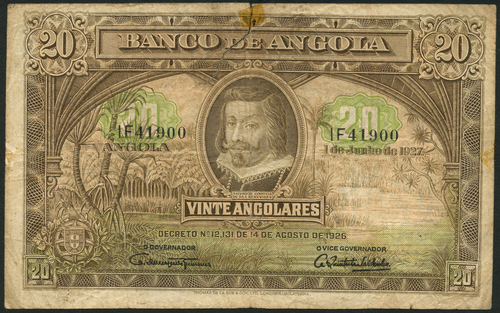 20 BANCO DE ANGOLA 20
20 20
1F41900 1F41900
ANGOLA 1 de Junho de 1927
VINTE ANGOLARES
DECRETO Nº 12,131 DE 14 DE AGOSTO DE 1926
O GOVERNADOR O VICE GOVERNADOR
20 20